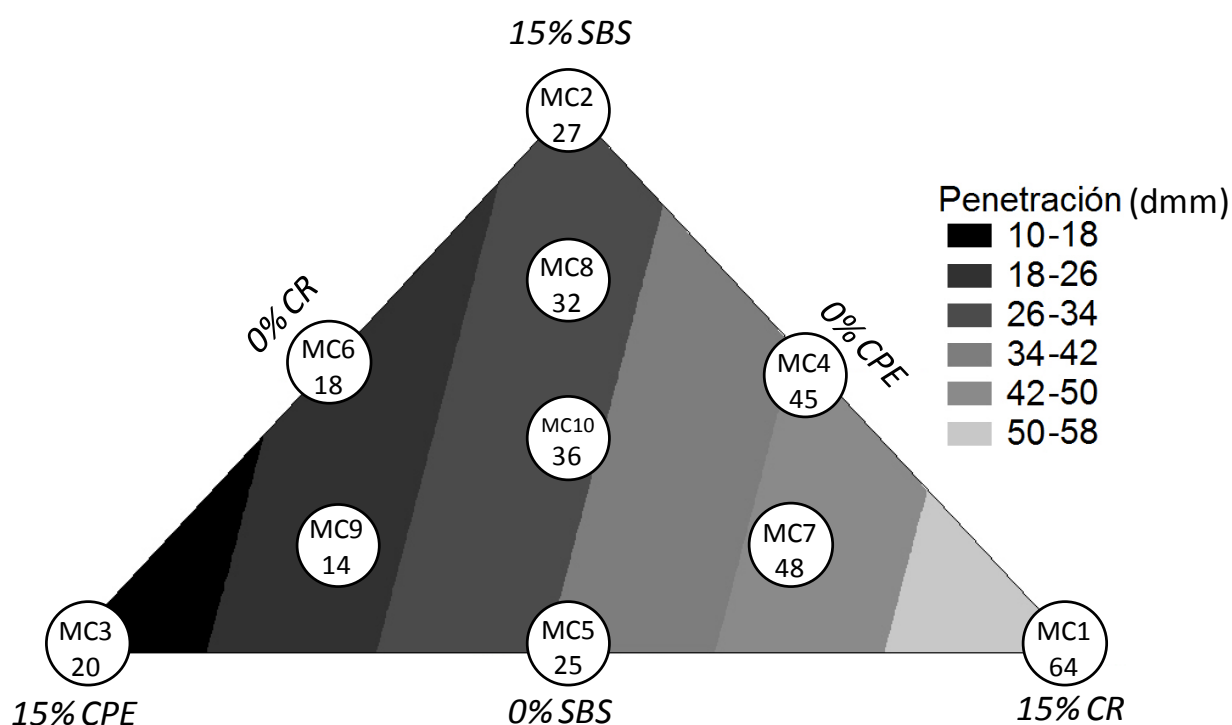 15% SBS
MC2
27
Penetración (dmm)
10-18
18-26
26-34
34-42
42-50
50-58
MC8
32
0% CR
0% CPE
MC6
18
MC4
45
MC10
36
MC9
14
MC7
48
MC3
20
MC5
25
MC1
64
15% CPE
0% SBS
15% CR